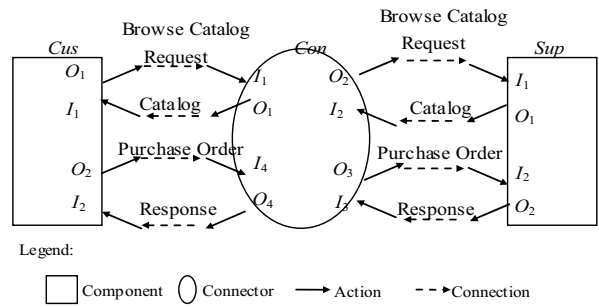 Browse Catalog
Browse Catalog
Cus
Con
Sup
Request
Request
O1
I1
O2
I1
Catalog
O1
I2
Catalog
O1
I1
Purchase Order
Purchase Order
O2
I4
O3
I2
Response
O4
I3
Response
O2
I2
Legend:
Component
Connector
Action
Connection